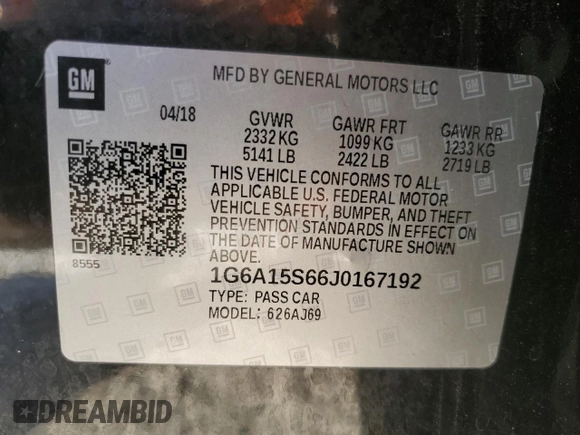 GM
MFD BY GENERAL MOTORS LLC
04/18
GVWR GAWR FRT GAWR RR
2332 KG 1099 KG 1233 KG
5141 LB 2422 LB 2719 LB
THIS VEHICLE CONFORMS TO ALL
APPLICABLE U.S. FEDERAL MOTOR
VEHICLE SAFETY, BUMPER, AND THEFT
PREVENTION STANDARDS IN EFFECT ON
THE DATE OF MANUFACTURE SHOWN
ABOVE.
8555
1G6A15S66J0167192
TYPE: PASS CAR
MODEL: 626AJ69
DREAMBID